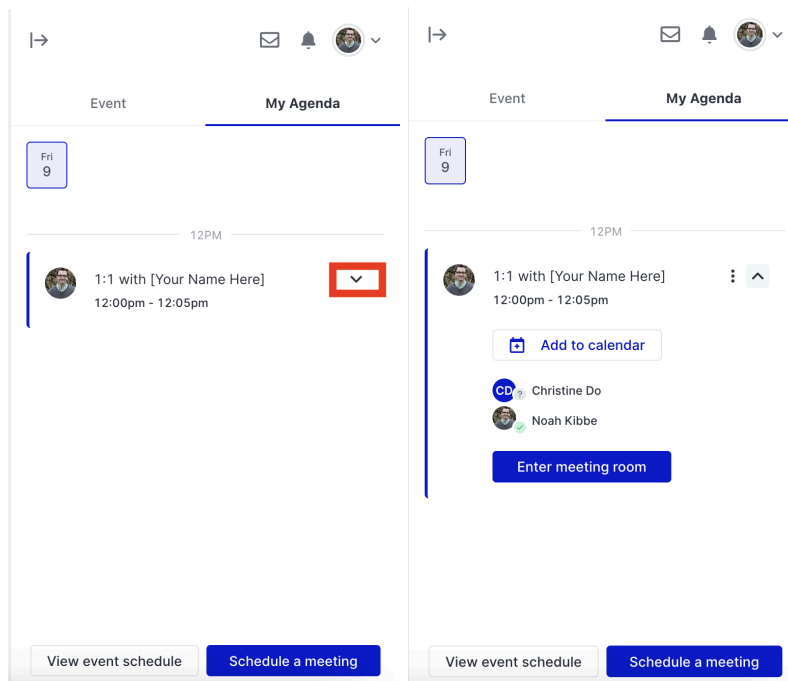 Event
My Agenda
Fri
9
12PM
1:1 with [Your Name Here]
12:00pm - 12:05pm
View event schedule
Schedule a meeting
Event
My Agenda
Fri
9
12PM
1:1 with [Your Name Here]
12:00pm - 12:05pm
Add to calendar
CD ? Christine Do
Noah Kibbe
Enter meeting room
View event schedule
Schedule a meeting